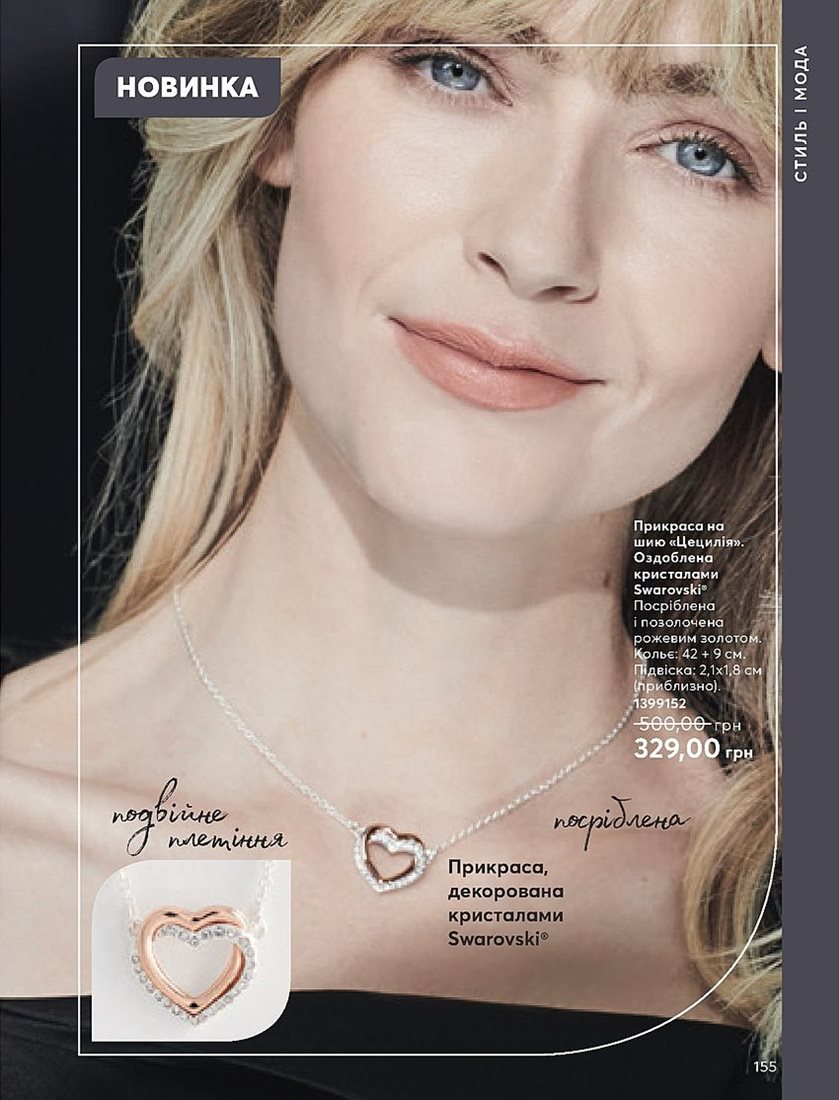 НОВИНКА
СТИЛЬ | МОДА
Прикраса на
шию «Цецилія».
Оздоблена
кристалами
Swarovski®
Посріблена
і позолочена
рожевим золотом.
Кольє: 42 + 9 см.
Підвіска: 2,1х1,8 см
(приблизно).
1399152
500,00 грн
329,00 грн
подвійне
плетіння
посріблена
Прикраса,
декорована
кристалами
Swarovski®
155